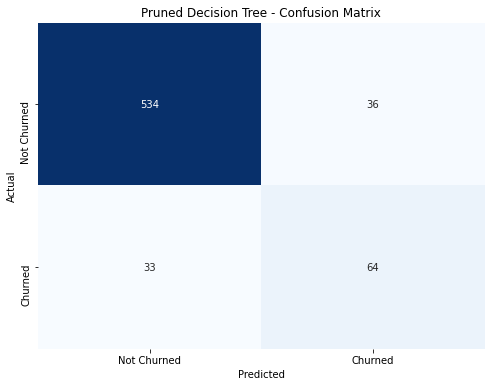 Pruned Decision Tree - Confusion Matrix
Actual
Not Churned
534
36
Churned
33
64
Not Churned
Churned
Predicted